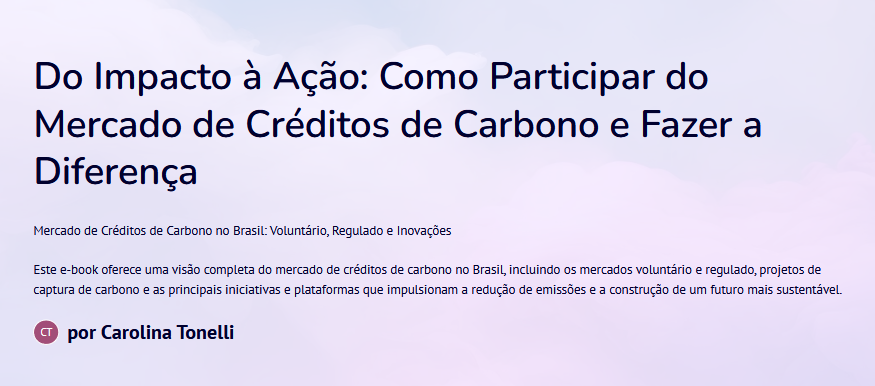 Do Impacto à Ação: Como Participar do
Mercado de Créditos de Carbono e Fazer a
Diferença
Mercado de Créditos de Carbono no Brasil: Voluntário, Regulado e Inovações
Este e-book oferece uma visão completa do mercado de créditos de carbono no Brasil, incluindo os mercados voluntário e regulado, projetos de
captura de carbono e as principais iniciativas e plataformas que impulsionam a redução de emissões e a construção de um futuro mais sustentável.
CT por Carolina Tonelli